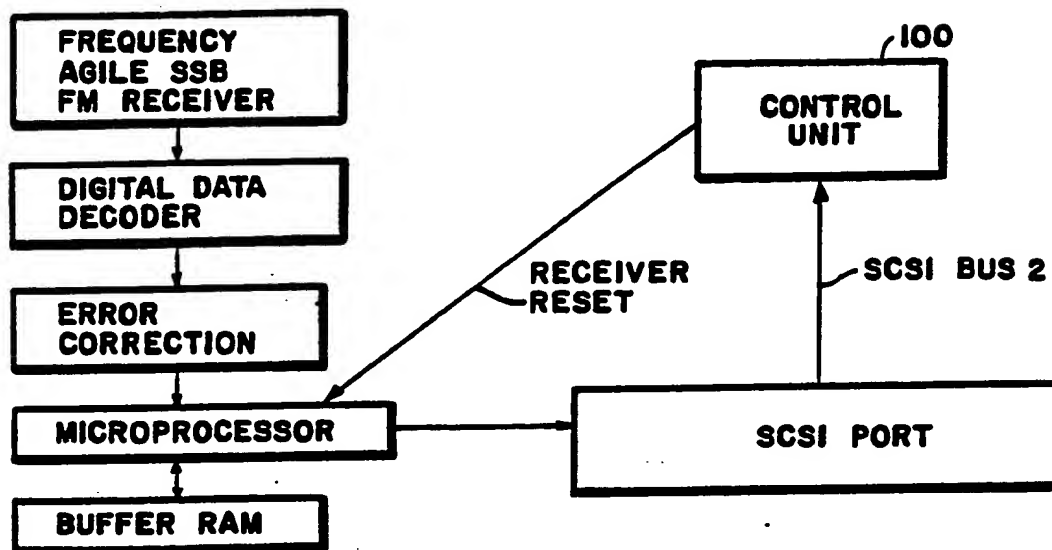 FREQUENCY
AGILE SSB
FM RECEIVER
100
CONTROL
UNIT
DIGITAL DATA
DECODER
RECEIVER
RESET
SCSI BUS 2
ERROR
CORRECTION
MICROPROCESSOR
SCSI PORT
BUFFER RAM